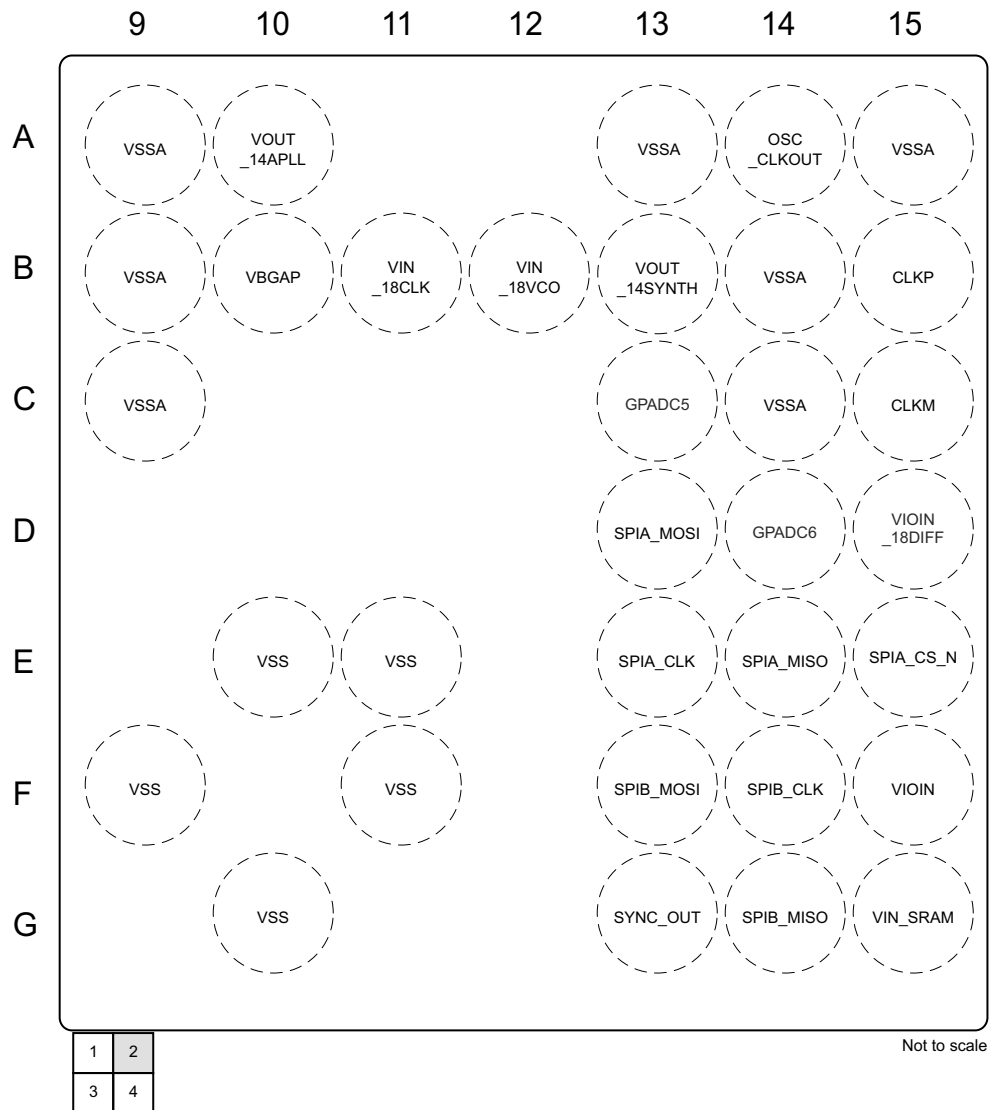 9 10 11 12 13 14 15
A
VSSA
VOUT
_14APLL
VSSA
OSC
_CLKOUT
VSSA
B
VSSA
VBGAP
VIN
_18CLK
VIN
_18VCO
VOUT
_14SYNTH
VSSA
CLKP
C
VSSA
GPADC5
VSSA
CLKM
D
SPIA_MOSI
GPADC6
VIOIN
_18DIFF
E
VSS
VSS
SPIA_CLK
SPIA_MISO
SPIA_CS_N
F
VSS
VSS
SPIB_MOSI
SPIB_CLK
VIOIN
G
VSS
SYNC_OUT
SPIB_MISO
VIN_SRAM
Not to scale
1 2
3 4